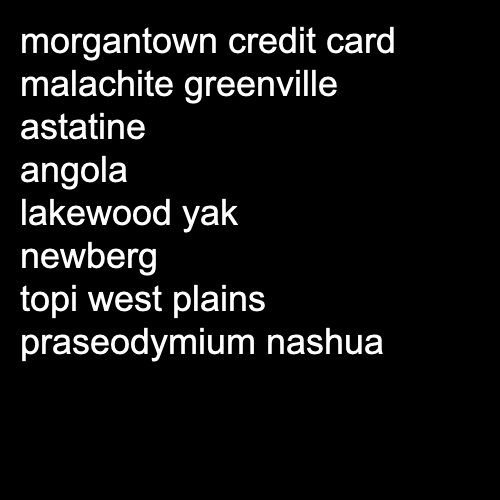 morgantown credit card
malachite greenville
astatine
angola
lakewood yak
newberg
topi west plains
praseodymium nashua